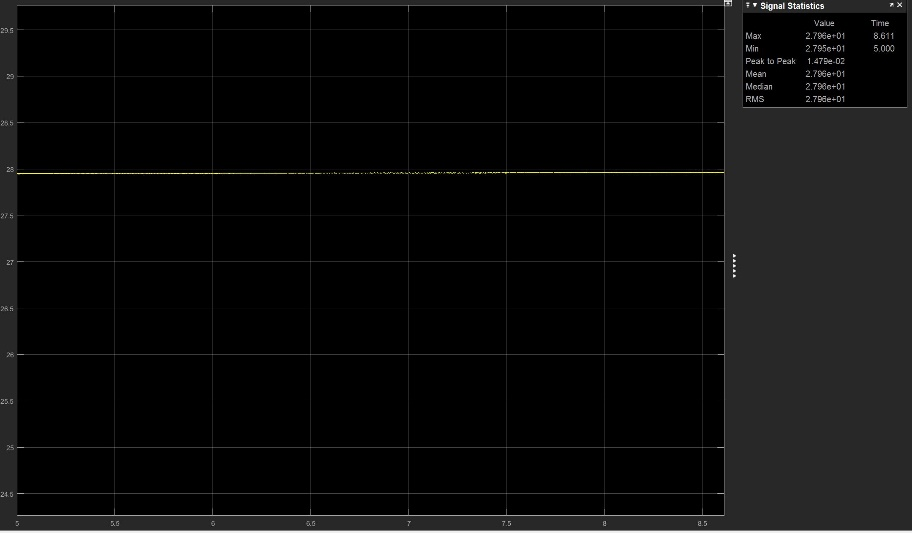 Signal Statistics
Value Time
Max 2.796e+01 8.611
Min 2.795e+01 5.000
Peak to Peak 1.479e-02
Mean 2.796e+01
Median 2.796e+01
RMS 2.796e+01
29.5
29
28.5
28
27.5
27
26.5
26
25.5
25
24.5
5 5.5 6 6.5 7 7.5 8 8.5